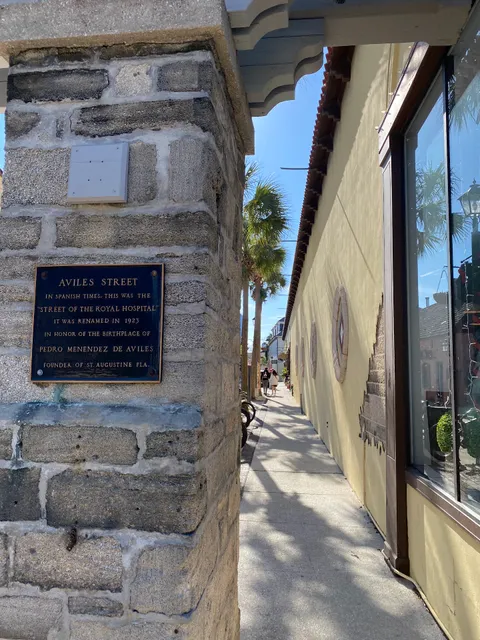 AVILES STREET
IN SPANISH TIMES, THIS WAS THE
"STREET OF THE ROYAL HOSPITAL"
IT WAS RENAMED IN 1923
IN HONOR OF THE BIRTHPLACE OF
PEDRO MENENDEZ DE AVILES
FOUNDER OF ST AUGUSTINE FLA.